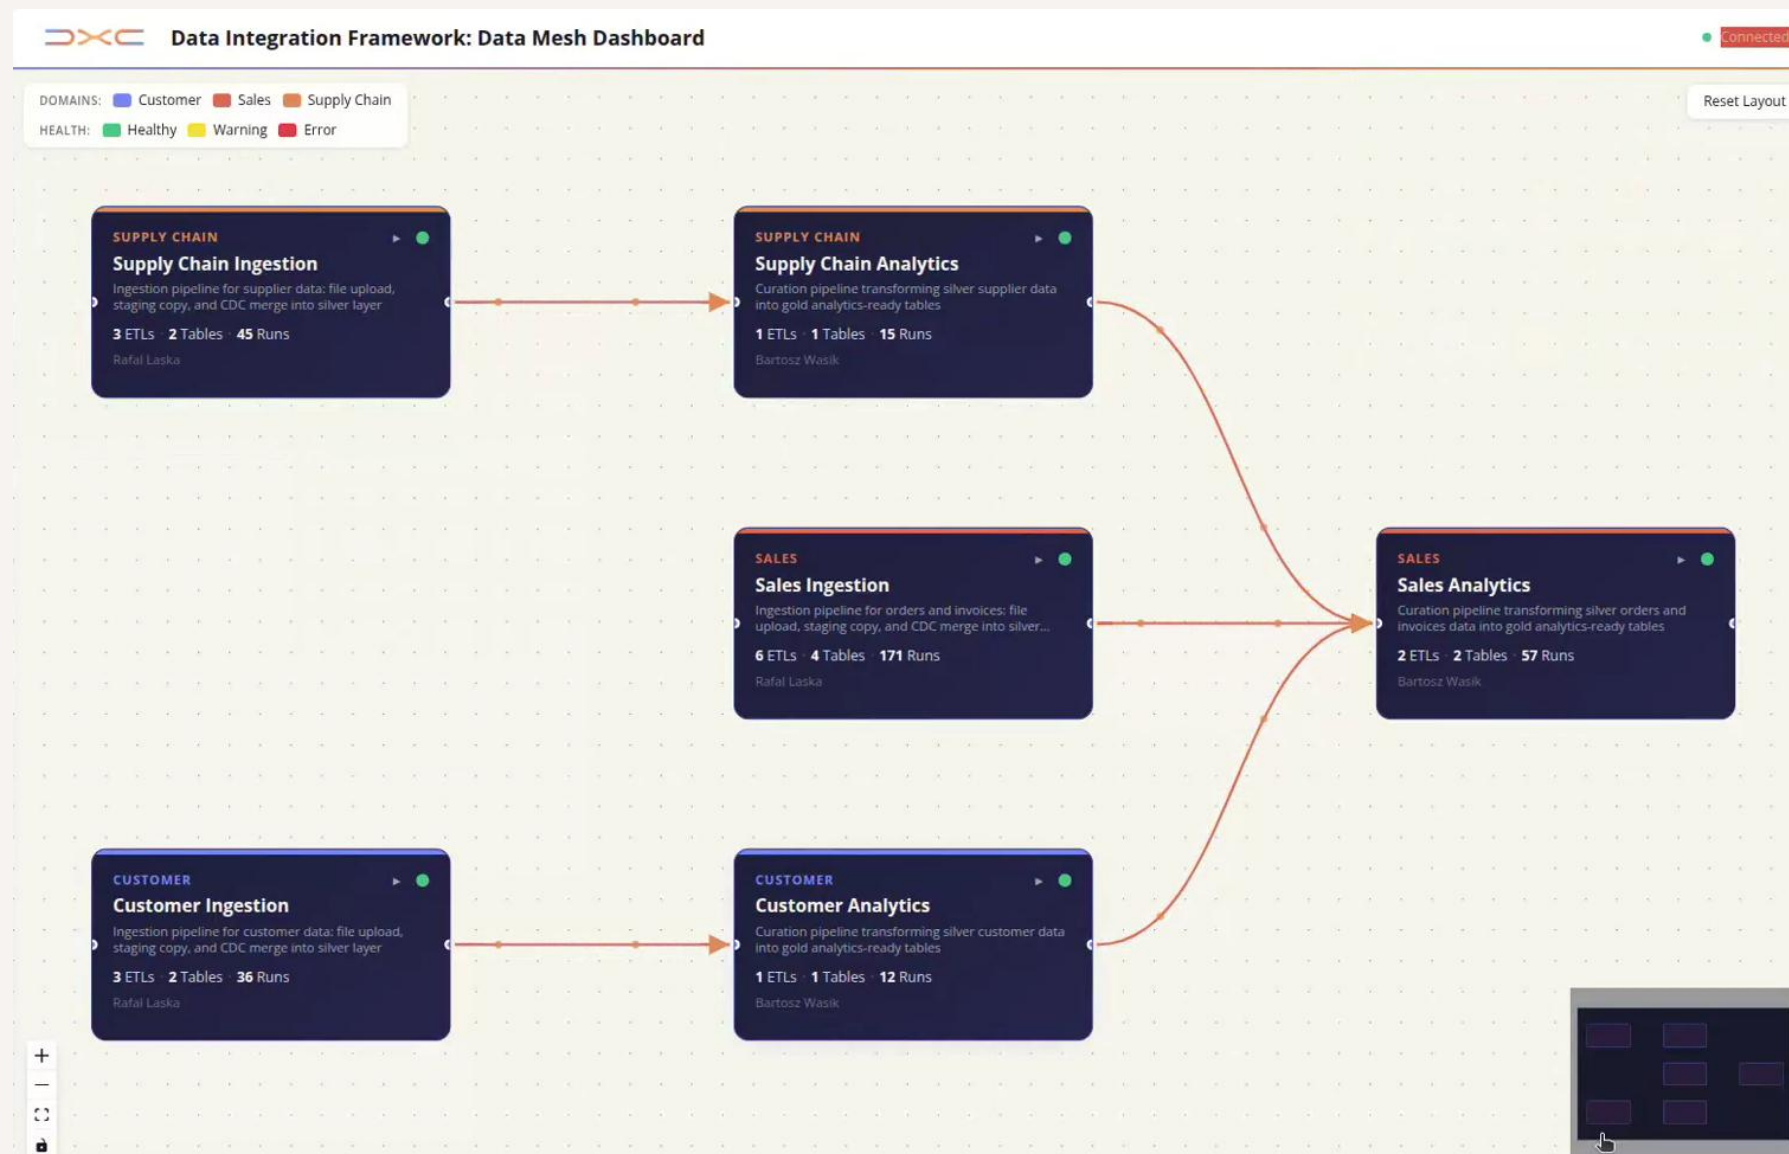 DXC Data Integration Framework: Data Mesh Dashboard
Connected
DOMAINS: Customer Sales Supply Chain
HEALTH: Healthy Warning Error
Reset Layout
SUPPLY CHAIN
Supply Chain Ingestion
Ingestion pipeline for supplier data: file upload,
staging copy, and CDC merge into silver layer
3 ETLs · 2 Tables · 45 Runs
Rafal Laska
SUPPLY CHAIN
Supply Chain Analytics
Curation pipeline transforming silver supplier data
into gold analytics-ready tables
1 ETLs · 1 Tables · 15 Runs
Bartosz Wasik
SALES
Sales Ingestion
Ingestion pipeline for orders and invoices: file
upload, staging copy, and CDC merge into silver...
6 ETLs · 4 Tables · 171 Runs
Rafal Laska
SALES
Sales Analytics
Curation pipeline transforming silver orders and
invoices data into gold analytics-ready tables
2 ETLs · 2 Tables · 57 Runs
Bartosz Wasik
CUSTOMER
Customer Ingestion
Ingestion pipeline for customer data: file upload,
staging copy, and CDC merge into silver layer
3 ETLs · 2 Tables · 36 Runs
Rafal Laska
CUSTOMER
Customer Analytics
Curation pipeline transforming silver customer data
into gold analytics-ready tables
1 ETLs · 1 Tables · 12 Runs
Bartosz Wasik